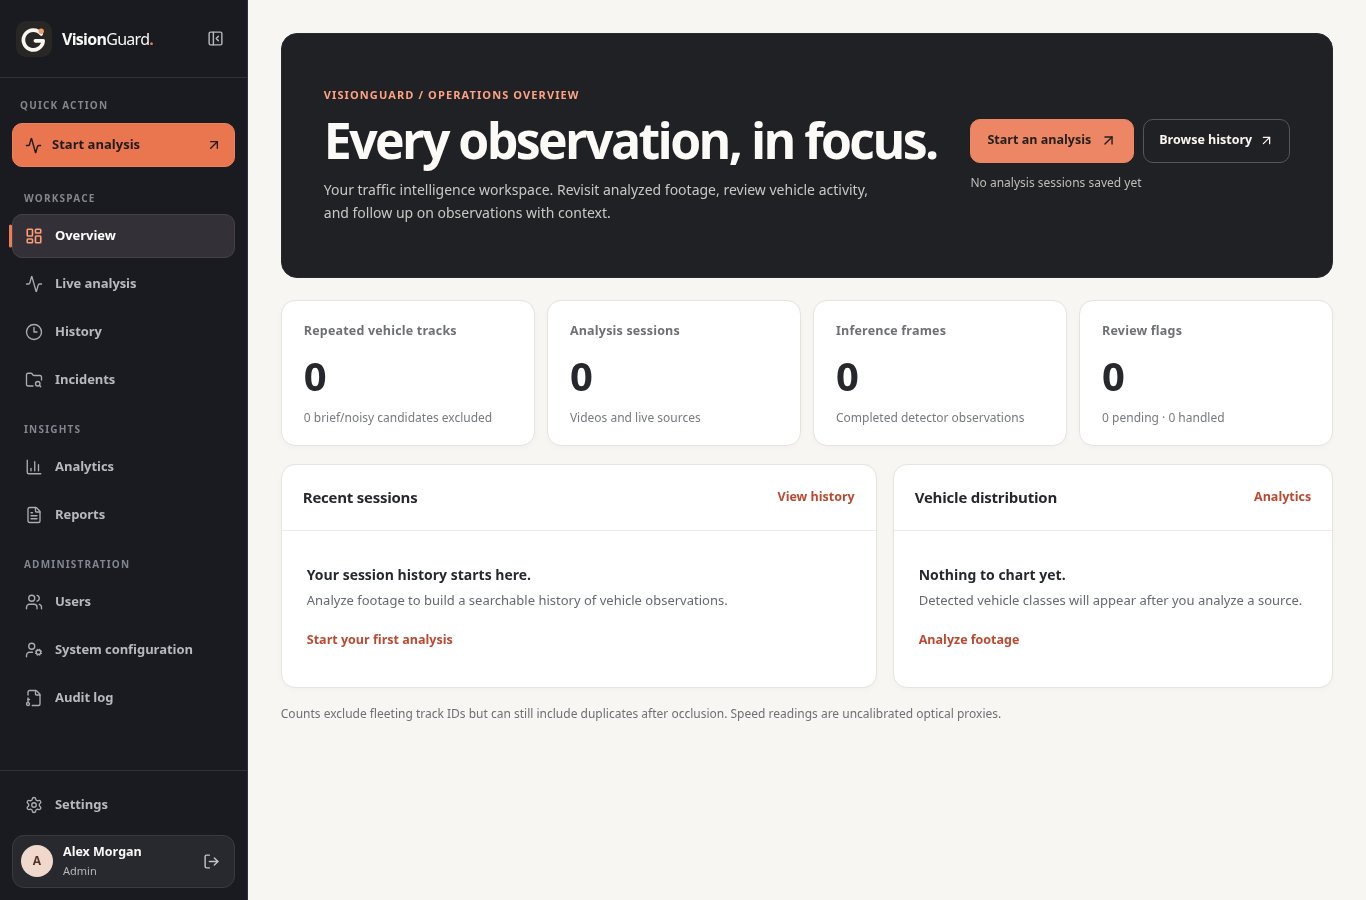 VisionGuard.
QUICK ACTION
Start analysis
WORKSPACE
Overview
Live analysis
History
Incidents
INSIGHTS
Analytics
Reports
ADMINISTRATION
Users
System configuration
Audit log
Settings
A
Alex Morgan
Admin
VISIONGUARD / OPERATIONS OVERVIEW
Every observation, in focus.
Your traffic intelligence workspace. Revisit analyzed footage, review vehicle activity,
and follow up on observations with context.
Start an analysis
Browse history
No analysis sessions saved yet
Repeated vehicle tracks
0
0 brief/noisy candidates excluded
Analysis sessions
0
Videos and live sources
Inference frames
0
Completed detector observations
Review flags
0
0 pending · 0 handled
Recent sessions
View history
Your session history starts here.
Analyze footage to build a searchable history of vehicle observations.
Start your first analysis
Vehicle distribution
Analytics
Nothing to chart yet.
Detected vehicle classes will appear after you analyze a source.
Analyze footage
Counts exclude fleeting track IDs but can still include duplicates after occlusion. Speed readings are uncalibrated optical proxies.